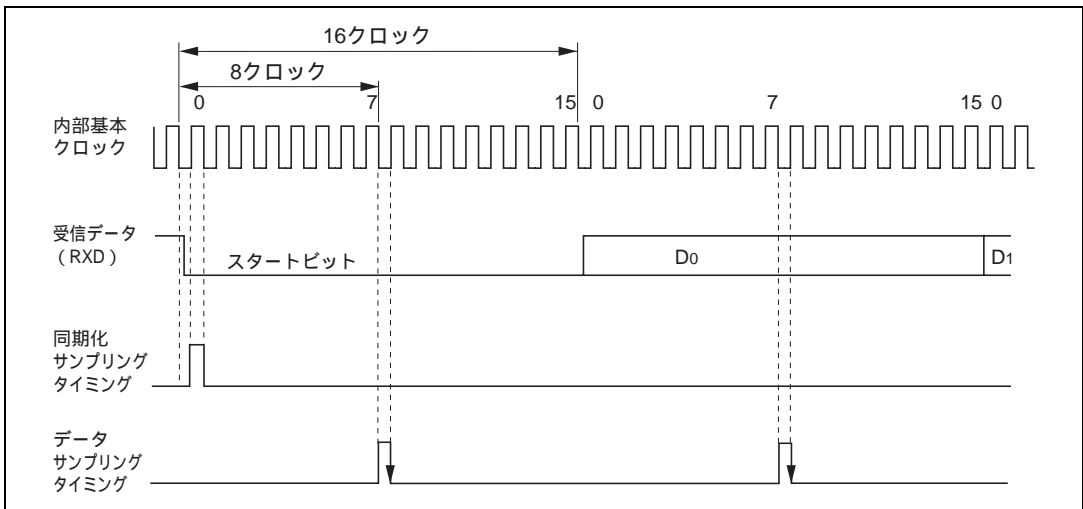 16クロック
8クロック
0 7 15 0 7 15 0
内部基本
クロック
受信データ
（RXD）
スタートビット
D0
D1
同期化
サンプリング
タイミング
データ
サンプリング
タイミング